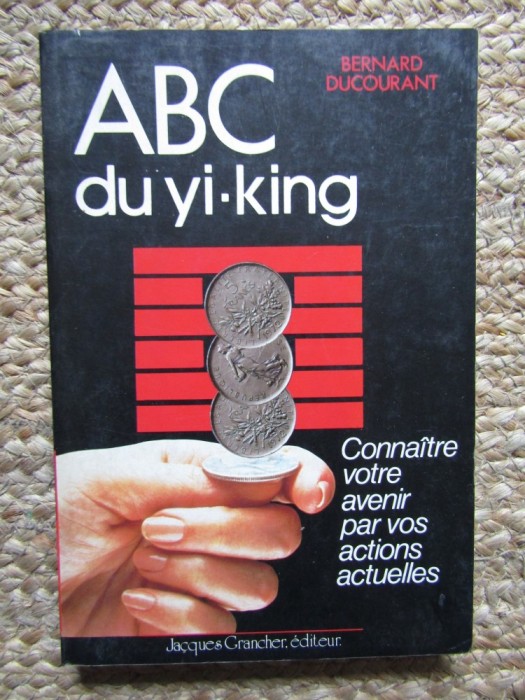 BERNARD
DUCOURANT
ABC
du yi·king
Connaître
votre
avenir
par vos
actions
actuelles
Jacques Grancher, éditeur.